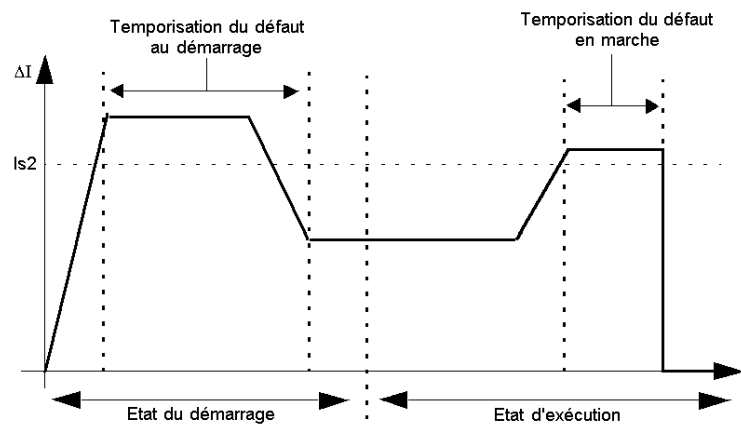 Temporisation du défaut
au démarrage
Temporisation du défaut
en marche
ΔI
Is2
Etat du démarrage
Etat d'exécution